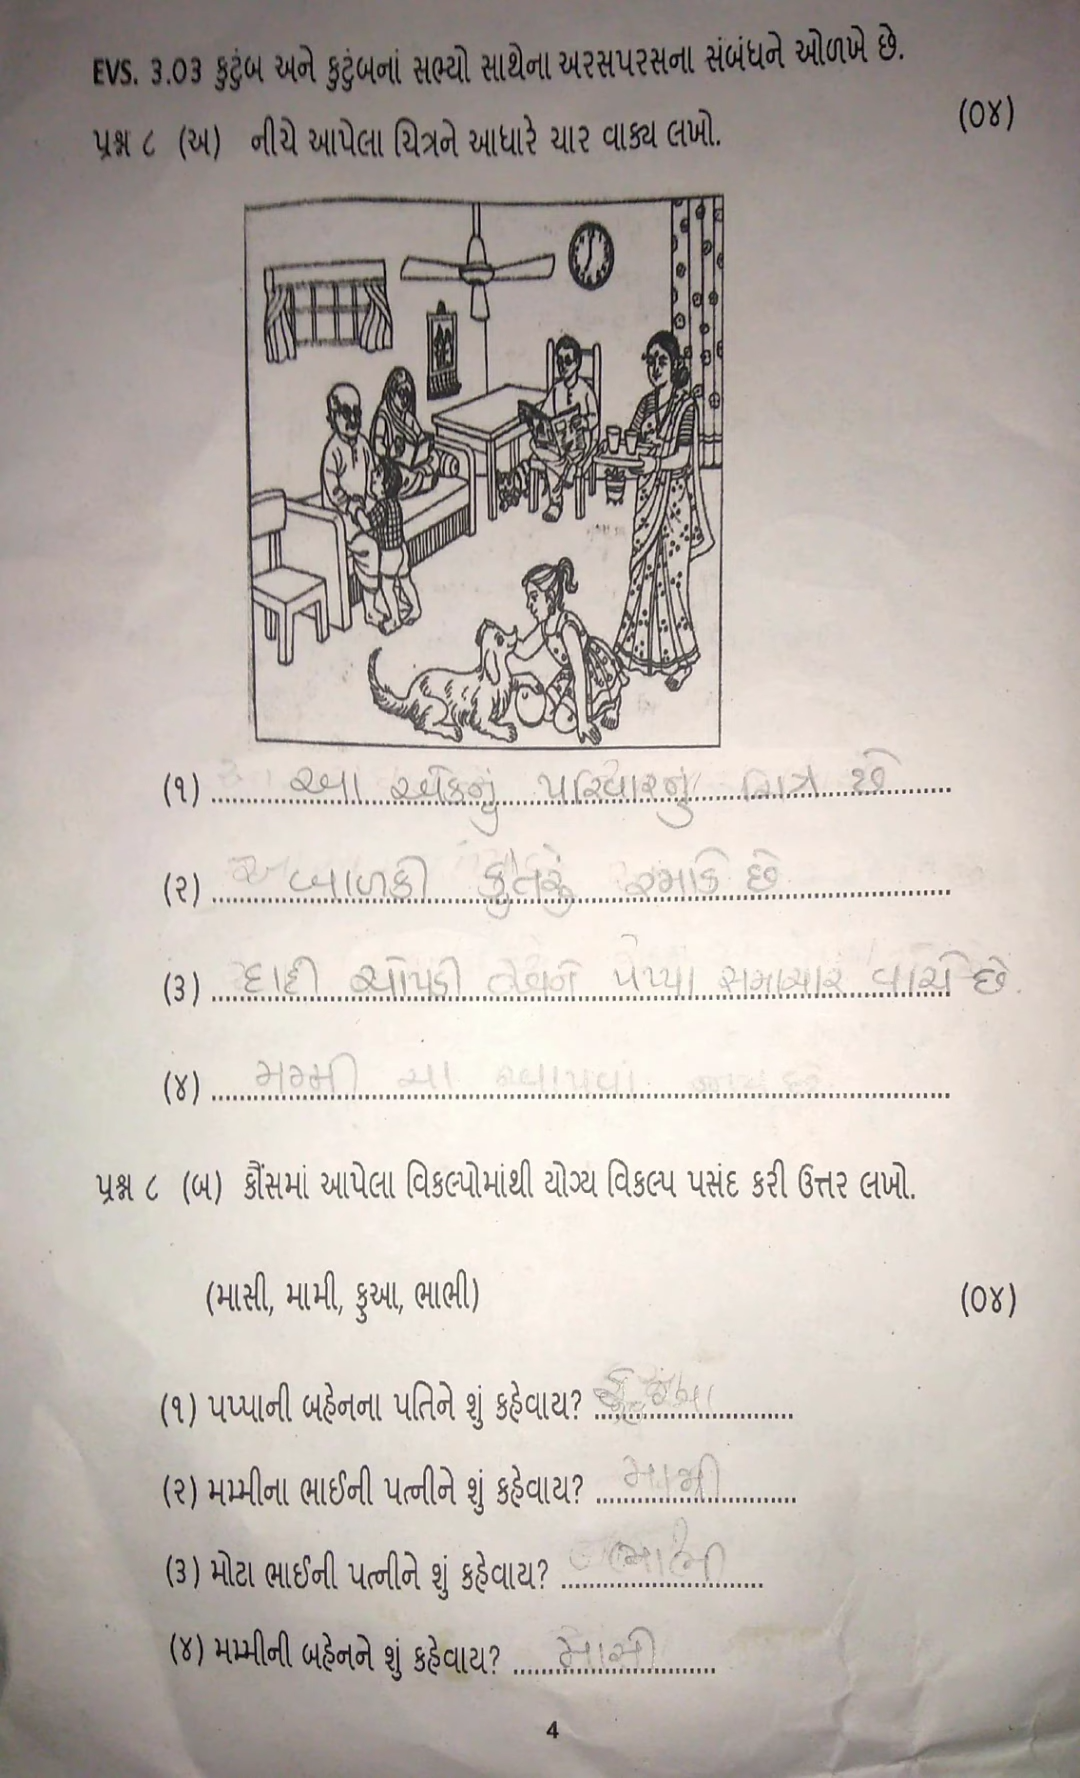 EVS. 3.03 કુટુંબ અને કુટુંબનાં સભ્યો સાથેના અરસપરસના સંબંધને ઓળખે છે.
પ્રશ્ન ૮ (અ) નીચે આપેલા ચિત્રને આધારે ચાર વાક્ય લખો. (૦૪)
(૧) આ એકનું પરિવારનું ચિત્ર છે
(૨) બાળકી કુતરું રમાડે છે
(૩) દાદી ચોપડી પપ્પા સમાચાર વાચે છે.
(૪) મમ્મી ચા આપવા જાય છે
પ્રશ્ન ૮ (બ) કૌંસમાં આપેલા વિકલ્પોમાંથી યોગ્ય વિકલ્પ પસંદ કરી ઉત્તર લખો.
(માસી, મામી, ફુઆ, ભાભી) (૦૪)
(૧) પપ્પાની બહેનના પતિને શું કહેવાય? ફુઆ
(૨) મમ્મીના ભાઈની પત્નીને શું કહેવાય? મામી
(૩) મોટા ભાઈની પત્નીને શું કહેવાય? ભાભી
(૪) મમ્મીની બહેનને શું કહેવાય? માસી
4